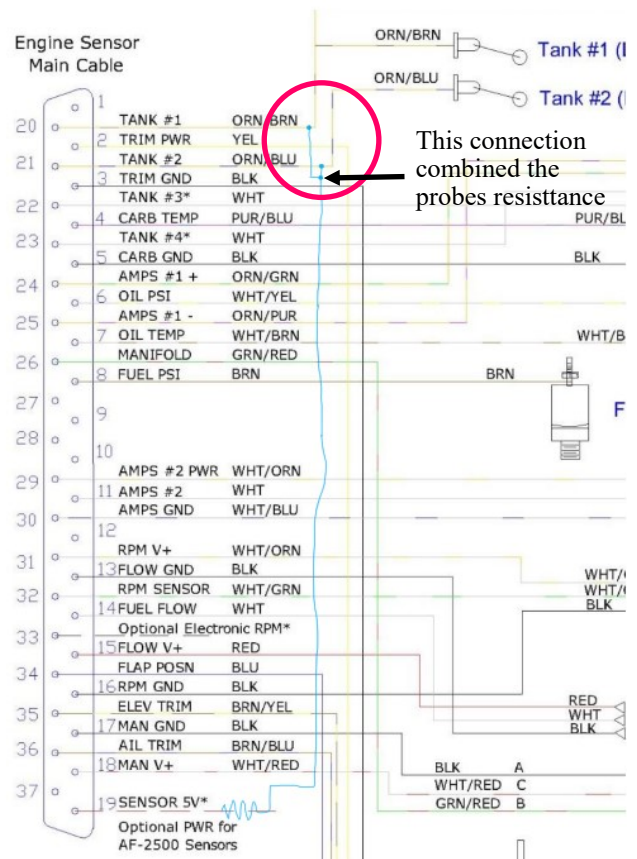 ORN/BRN
Engine Sensor
Main Cable
Tank #1 (
ORN/BLU
Tank #2 (
1
20 TANK #1 ORN/BRN
2 TRIM PWR YEL
21 TANK #2 ORN/BLU
3 TRIM GND BLK
This connection
combined the
probes resisttance
22 TANK #3* WHT
4 CARB TEMP PUR/BLU PUR/BL
23 TANK #4* WHT
5 CARB GND BLK BLK
24 AMPS #1 + ORN/GRN
6 OIL PSI WHT/YEL
25 AMPS #1 - ORN/PUR
7 OIL TEMP WHT/BRN WHT/B
26 MANIFOLD GRN/RED
8 FUEL PSI BRN BRN
27
9
F
28
10
29 AMPS #2 PWR WHT/ORN
11 AMPS #2 WHT
30 AMPS GND WHT/BLU
12
31 RPM V+ WHT/ORN
13 FLOW GND BLK WHT/
32 RPM SENSOR WHT/GRN WHT/
14 FUEL FLOW WHT BLK
33 Optional Electronic RPM*
15 FLOW V+ RED
34 FLAP POSN BLU
16 RPM GND BLK
35 ELEV TRIM BRN/YEL RED
WHT
17 MAN GND BLK BLK
36 AIL TRIM BRN/BLU
18 MAN V+ WHT/RED BLK A
WHT/RED C
37
19 SENSOR 5V* GRN/RED B
Optional PWR for
AF-2500 Sensors